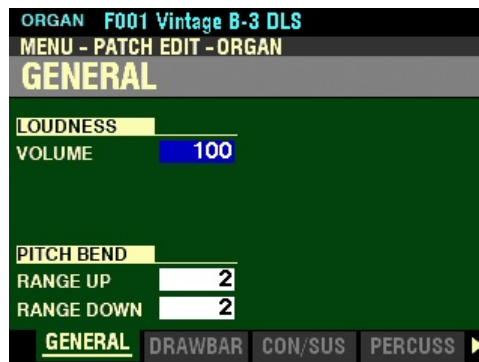 ORGAN F001 Vintage B-3 DLS
MENU - PATCH EDIT - ORGAN
GENERAL
LOUDNESS
VOLUME 100
PITCH BEND
RANGE UP 2
RANGE DOWN 2
GENERAL DRAWBAR CON/SUS PERCUSS